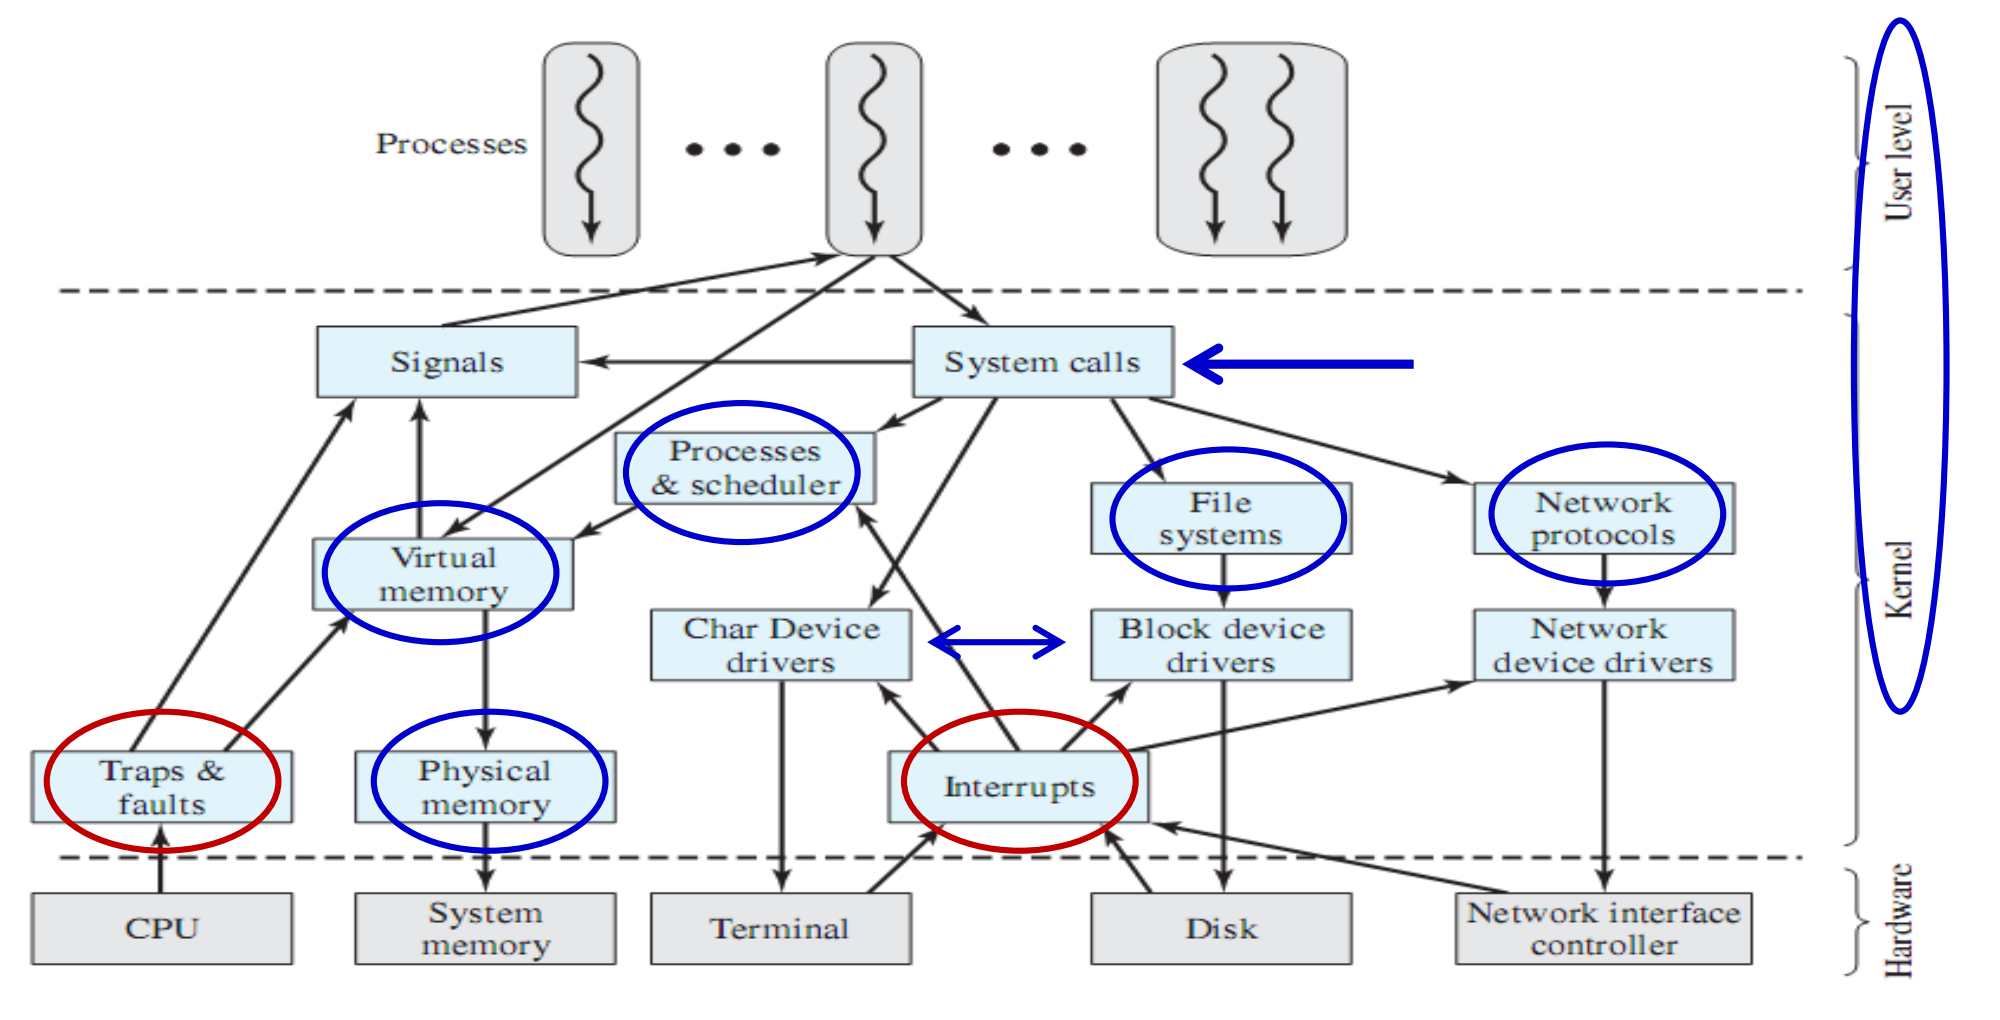 Processes
User level
Signals
System calls
Processes
& scheduler
File
systems
Network
protocols
Virtual
memory
Kernel
Char Device
drivers
Block device
drivers
Network
device drivers
Traps &
faults
Physical
memory
Interrupts
CPU
System
memory
Terminal
Disk
Network interface
controller
Hardware